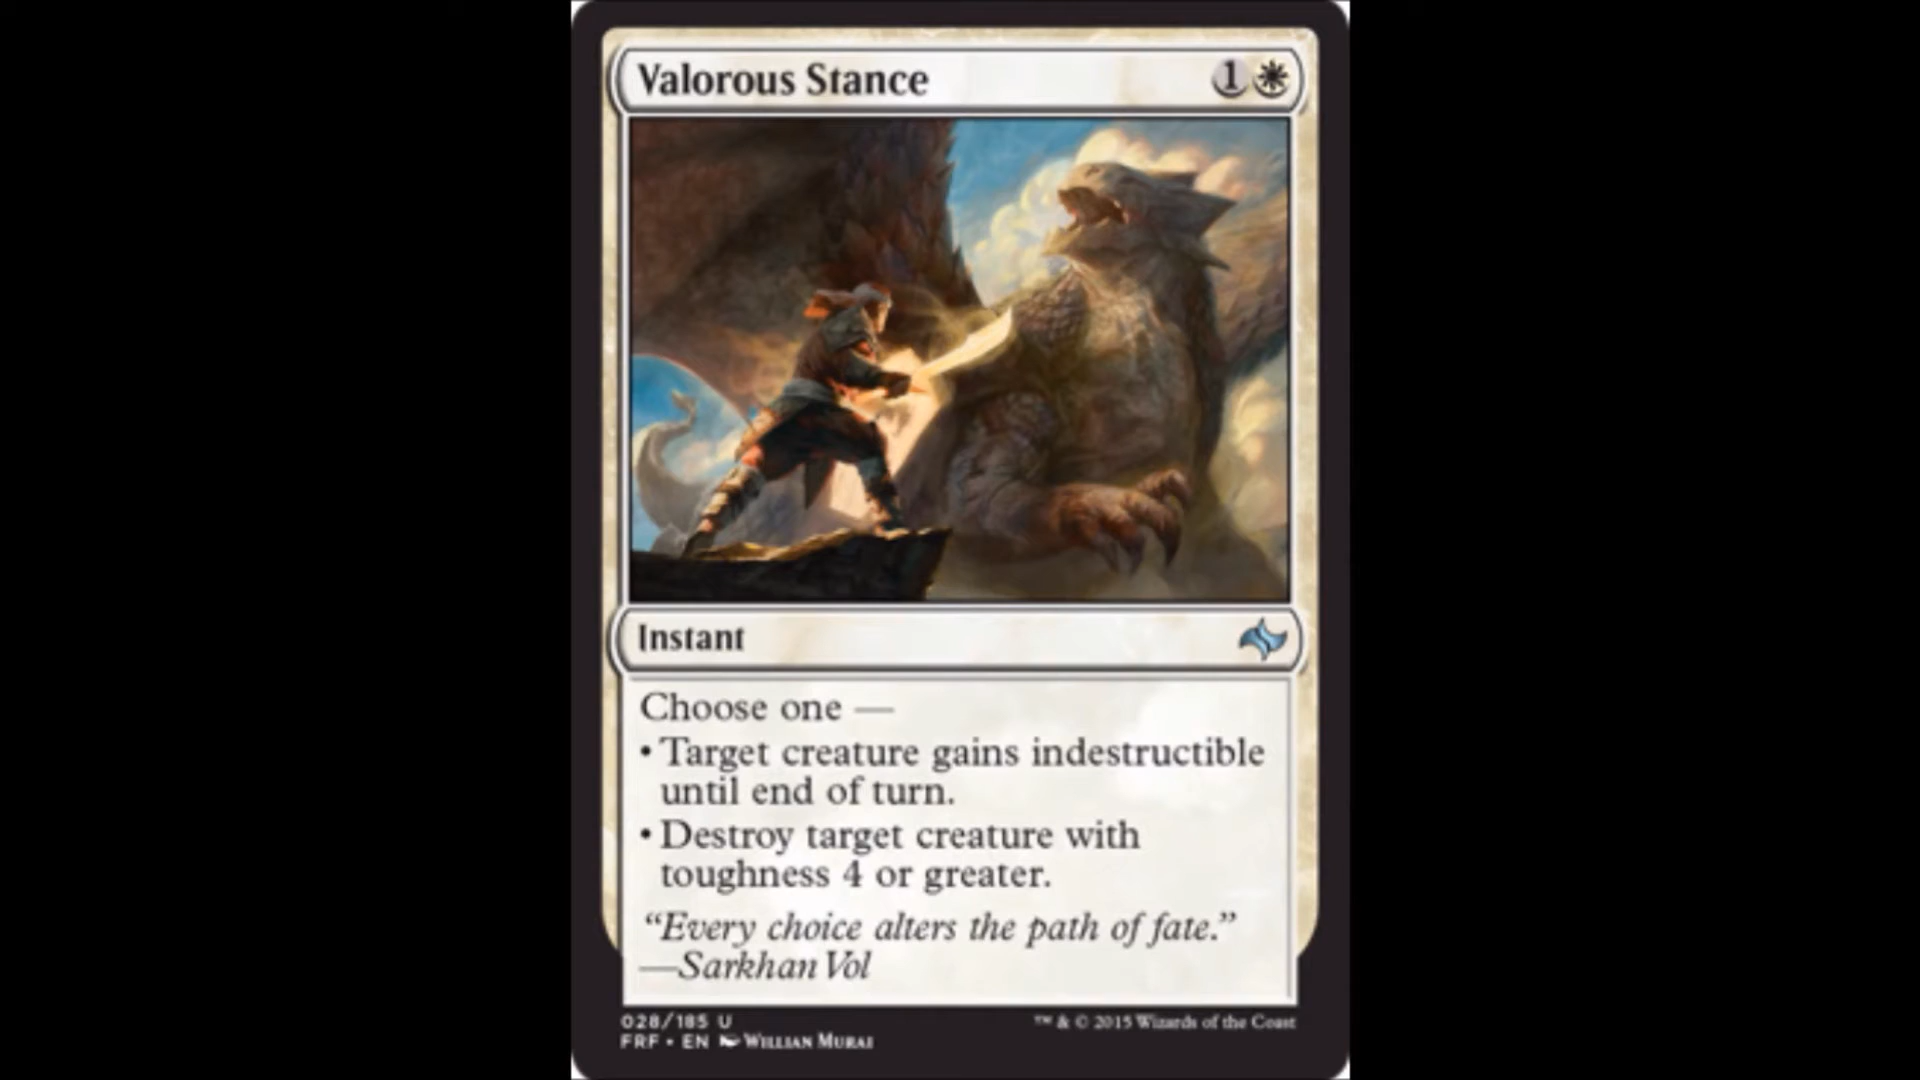 Valorous Stance 1
Instant
Choose one —
• Target creature gains indestructible
until end of turn.
• Destroy target creature with
toughness 4 or greater.
“Every choice alters the path of fate.”
—Sarkhan Vol
028/185 U
™ & © 2015 Wizards of the Coast
FRF • EN Willian Murai